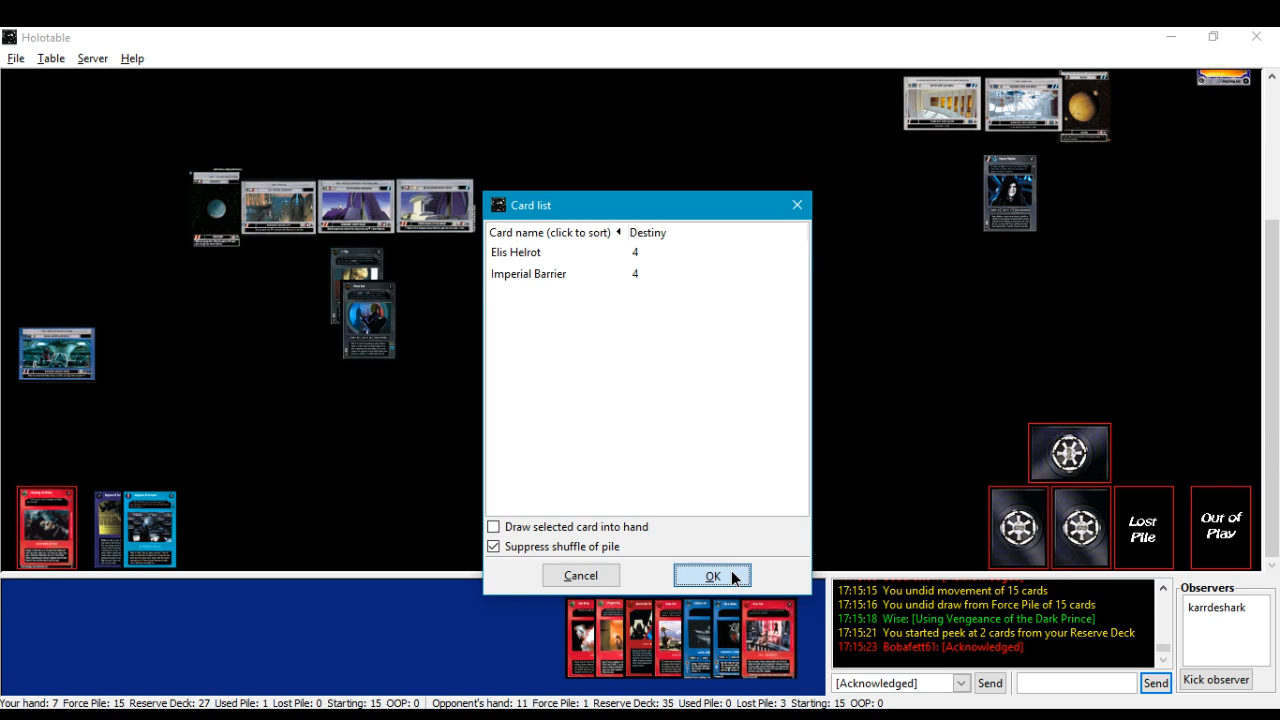 Holotable
File Table Server Help
Card list
Card name (click to sort) Destiny
Elis Helrot 4
Imperial Barrier 4
Draw selected card into hand
Suppress shuffle of pile
Cancel OK
Lost Pile
Out of Play
17:15:15 You undid movement of 15 cards
17:15:16 You undid draw from Force Pile of 15 cards
17:15:18 Wise: [Using Vengeance of the Dark Prince]
17:15:21 You started peek at 2 cards from your Reserve Deck
17:15:23 Bobafett61: [Acknowledged]
[Acknowledged] Send Send
Observers
karrdeshark
Kick observer
Your hand: 7 Force Pile: 15 Reserve Deck: 27 Used Pile: 1 Lost Pile: 0 Starting: 15 OOP: 0 Opponent's hand: 11 Force Pile: 1 Reserve Deck: 35 Used Pile: 0 Lost Pile: 3 Starting: 15 OOP: 0